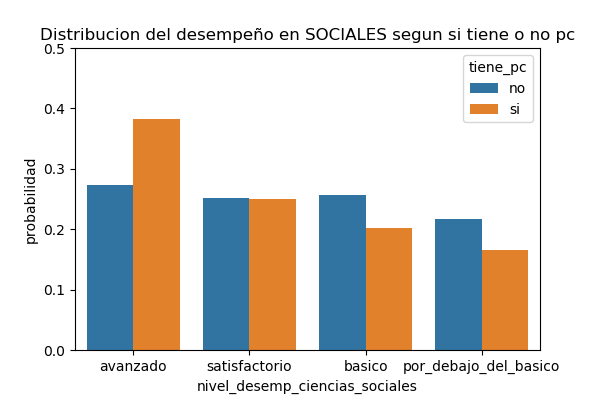 Distribucion del desempeño en SOCIALES segun si tiene o no pc
0.5
0.4
0.3
0.2
0.1
0.0
probabilidad
tiene_pc
no
si
avanzado
satisfactorio
basico
por_debajo_del_basico
nivel_desemp_ciencias_sociales